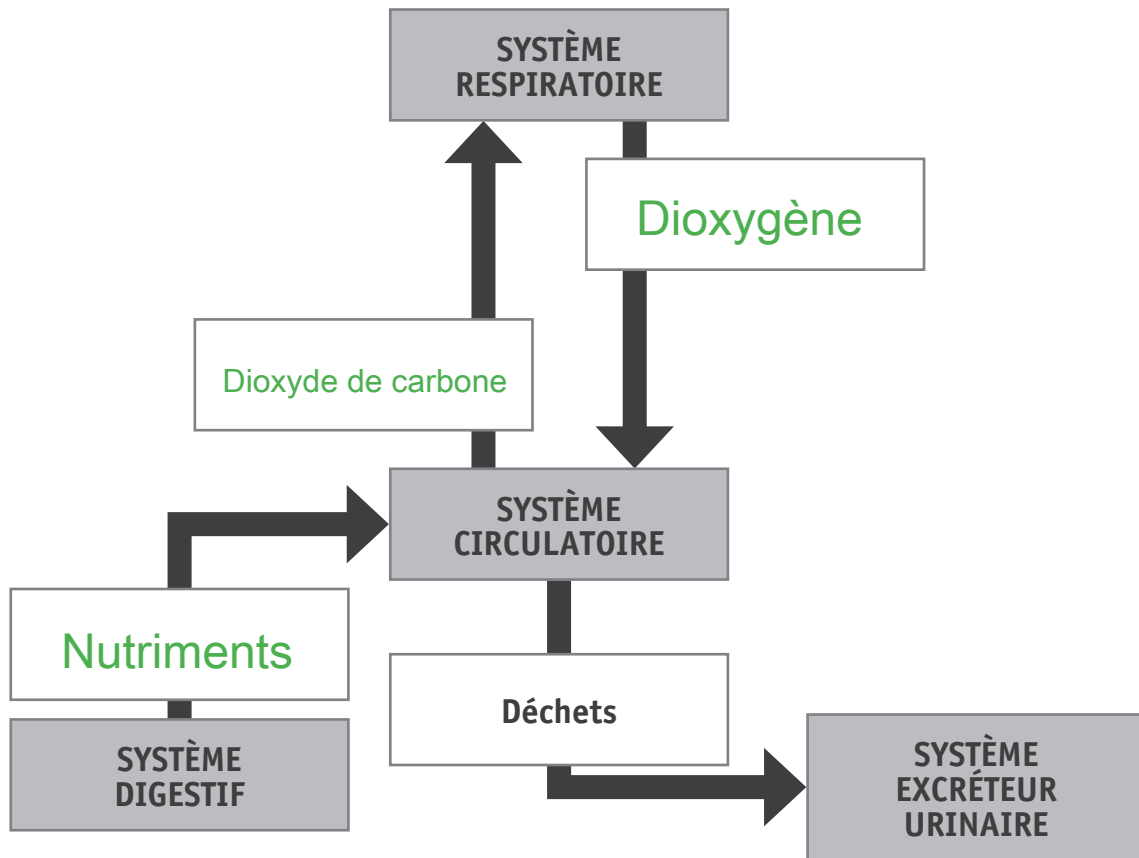 SYSTÈME
RESPIRATOIRE
Dioxygène
Dioxyde de carbone
SYSTÈME
CIRCULATOIRE
Nutriments
Déchets
SYSTÈME
DIGESTIF
SYSTÈME
EXCRÉTEUR
URINAIRE